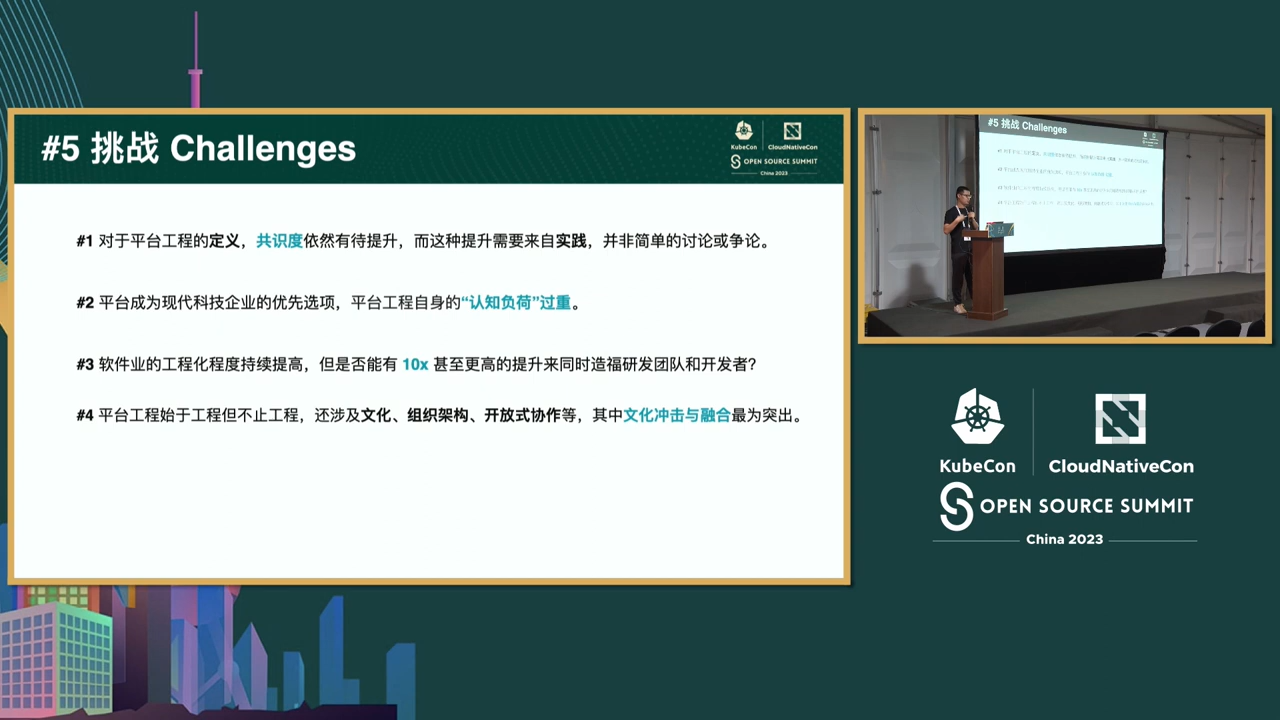 #5 挑战 Challenges
KubeCon
CloudNativeCon
OPEN SOURCE SUMMIT
China 2023
#1 对于平台工程的定义，共识度依然有待提升，而这种提升需要来自实践，并非简单的讨论或争论。
#2 平台成为现代科技企业的优先选项，平台工程自身的“认知负荷”过重。
#3 软件业的工程化程度持续提高，但是否能有 10x 甚至更高的提升来同时造福研发团队和开发者？
#4 平台工程始于工程但不止工程，还涉及文化、组织架构、开放式协作等，其中文化冲击与融合最为突出。
#5 挑战 Challenges
KubeCon
CloudNativeCon
OPEN SOURCE SUMMIT
China 2023